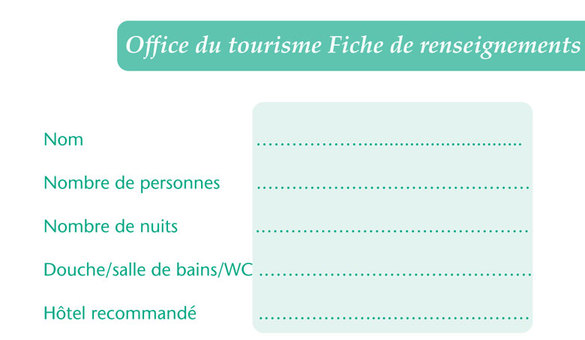 Office du tourisme Fiche de renseignements
Nom ................................................
Nombre de personnes ................................................
Nombre de nuits ................................................
Douche/salle de bains/WC ................................................
Hôtel recommandé ................................................